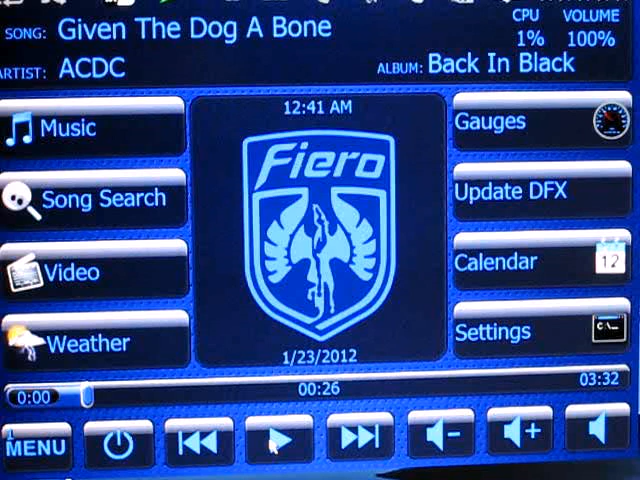 SONG: Given The Dog A Bone
CPU VOLUME
1% 100%
ARTIST: ACDC ALBUM: Back In Black
12:41 AM
Music
Gauges
Fiero
Song Search
Update DFX
Video
Calendar
12
Weather
Settings
C:\_
1/23/2012
0:00 00:26 03:32
1
MENU
- +